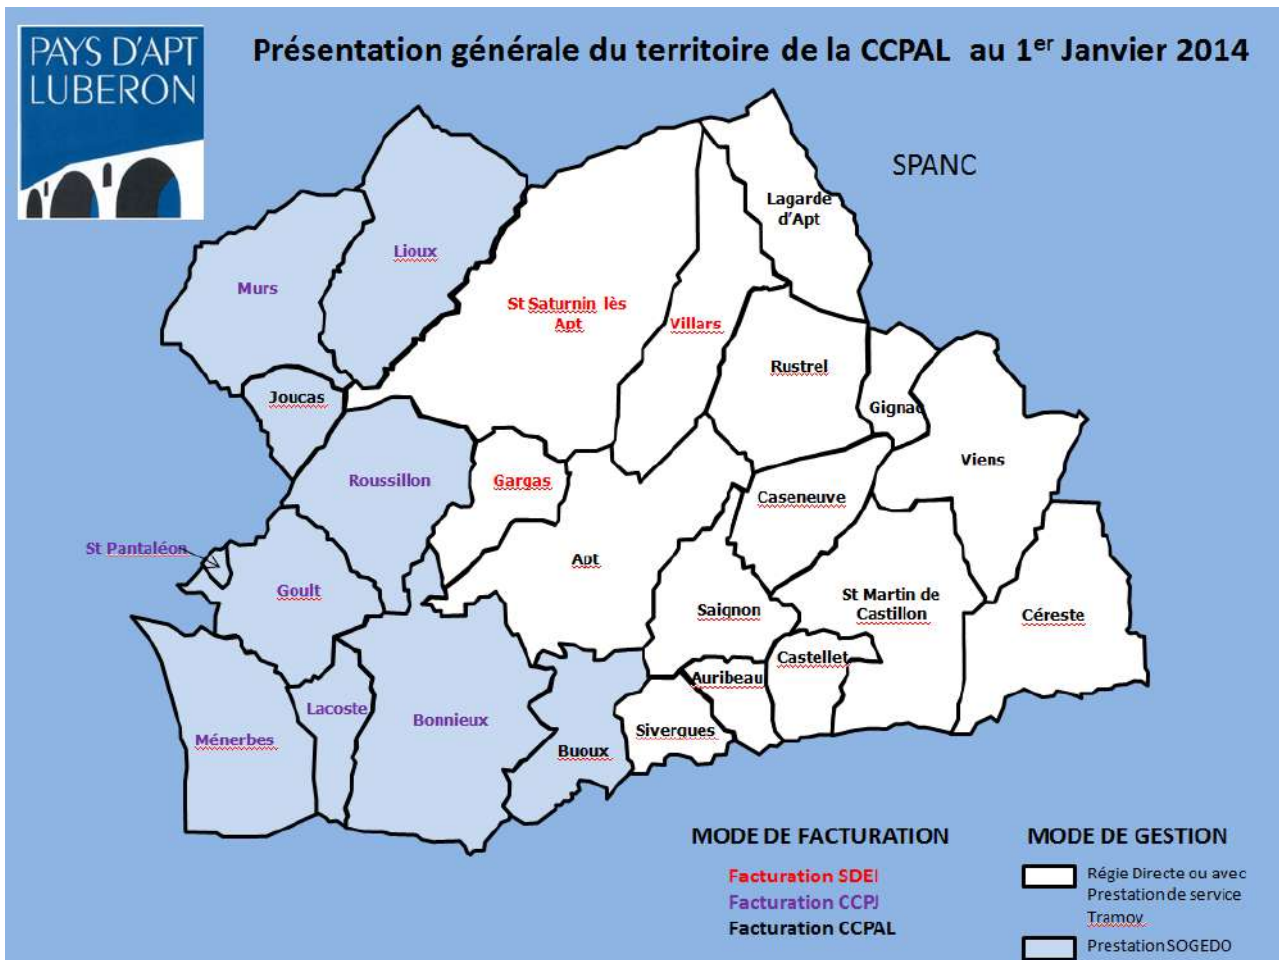 PAYS D'APT
LUBERON
Présentation générale du territoire de la CCPAL au 1er Janvier 2014
SPANC
Lagarde
d'Apt
Lioux
Murs
St Saturnin lès
Apt
Villars
Rustrel
Joucas
Gignac
Viens
Roussillon
Gargas
Caseneuve
St Pantaléon
Apt
Goult
St Martin de
Castillon
Saignon
Céreste
Castellet
Auribeau
Lacoste
Bonnieux
Sivergues
Ménerbes
Buoux
MODE DE FACTURATION
Facturation SDEI
Facturation CCPJ
Facturation CCPAL
MODE DE GESTION
Régie Directe ou avec
Prestation de service
Tramoy
Prestation SOGEDO